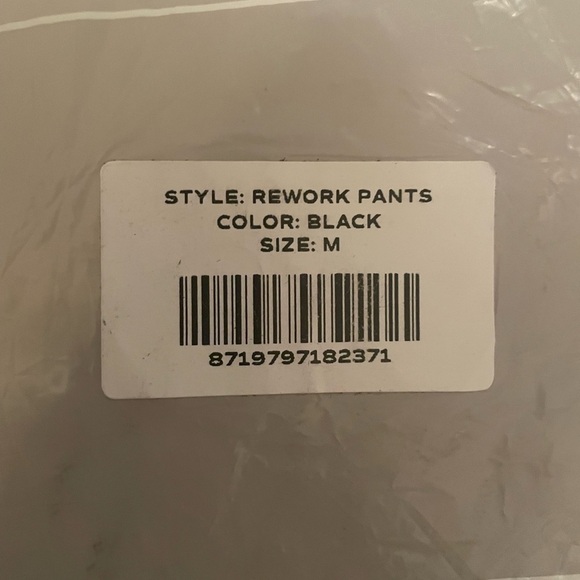 STYLE: REWORK PANTS
COLOR: BLACK
SIZE: M
8719797182371